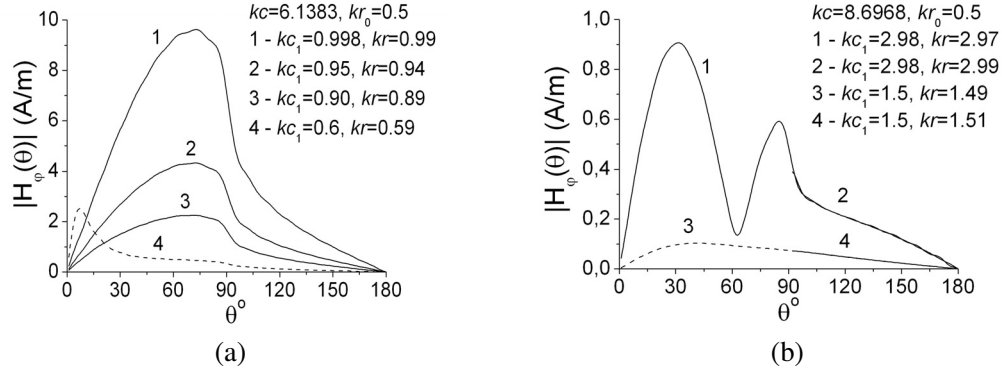 kc=6.1383, kr₀=0.5
1 - kc₁=0.998, kr=0.99
2 - kc₁=0.95, kr=0.94
3 - kc₁=0.90, kr=0.89
4 - kc₁=0.6, kr=0.59
|Hφ(θ)| (A/m)
10
8
6
4
2
0
1
2
3
4
0 30 60 90 120 150 180
θ°
(a)
kc=8.6968, kr₀=0.5
1 - kc₁=2.98, kr=2.97
2 - kc₁=2.98, kr=2.99
3 - kc₁=1.5, kr=1.49
4 - kc₁=1.5, kr=1.51
|Hφ(θ)| (A/m)
1,0
0,8
0,6
0,4
0,2
0,0
1
2
3
4
0 30 60 90 120 150 180
θ°
(b)